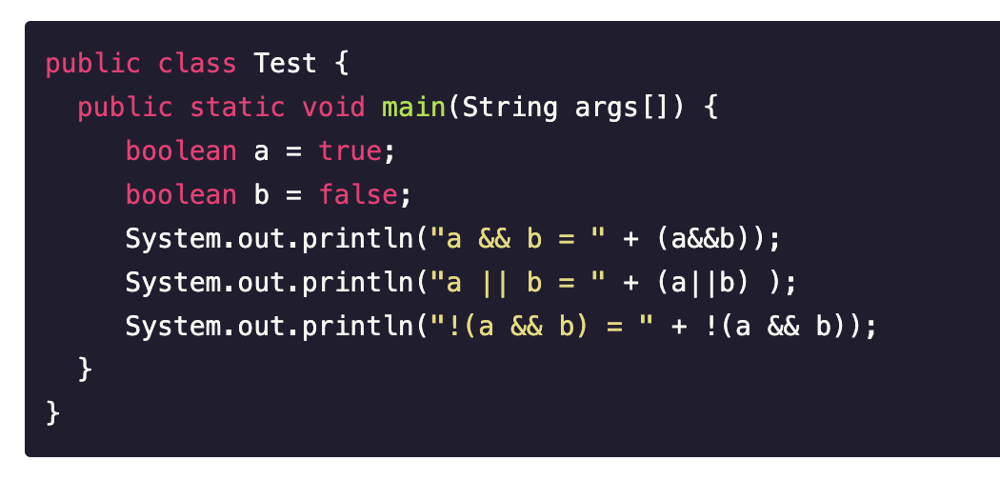 public class Test {
  public static void main(String args[]) {
     boolean a = true;
     boolean b = false;
     System.out.println("a && b = " + (a&&b));
     System.out.println("a || b = " + (a||b) );
     System.out.println("!(a && b) = " + !(a && b));
  }
}